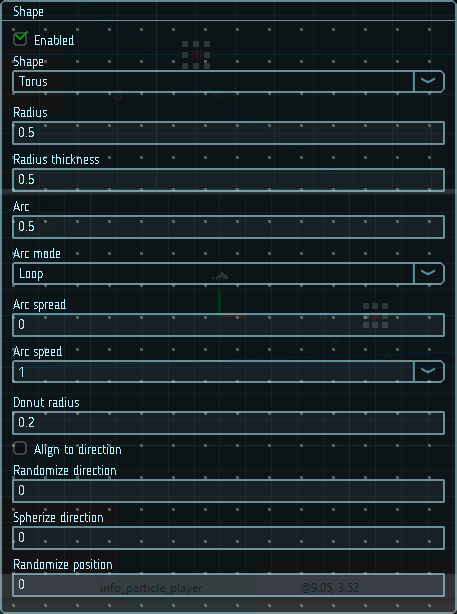 Shape
Enabled
Shape
Torus
Radius
0.5
Radius thickness
0.5
Arc
0.5
Arc mode
Loop
Arc spread
0
Arc speed
1
Donut radius
0.2
Align to direction
Randomize direction
0
Spherize direction
0
Randomize position
0
info_particle_player @9.05, 3.52